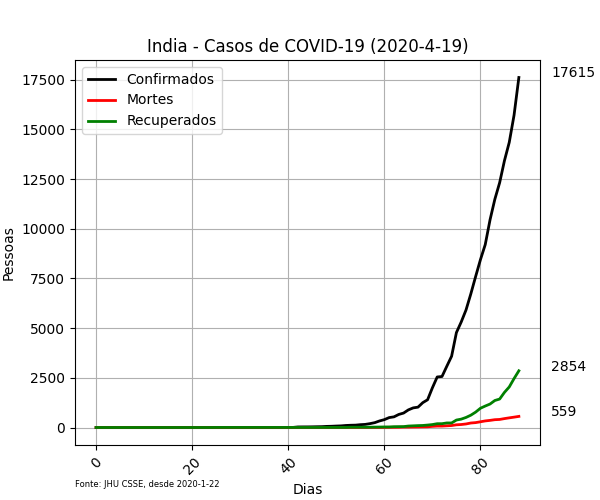 India - Casos de COVID-19 (2020-4-19)
Confirmados
Mortes
Recuperados
17500
15000
12500
10000
7500
5000
2500
0
Pessoas
17615
2854
559
0
20
40
60
80
Dias
Fonte: JHU CSSE, desde 2020-1-22